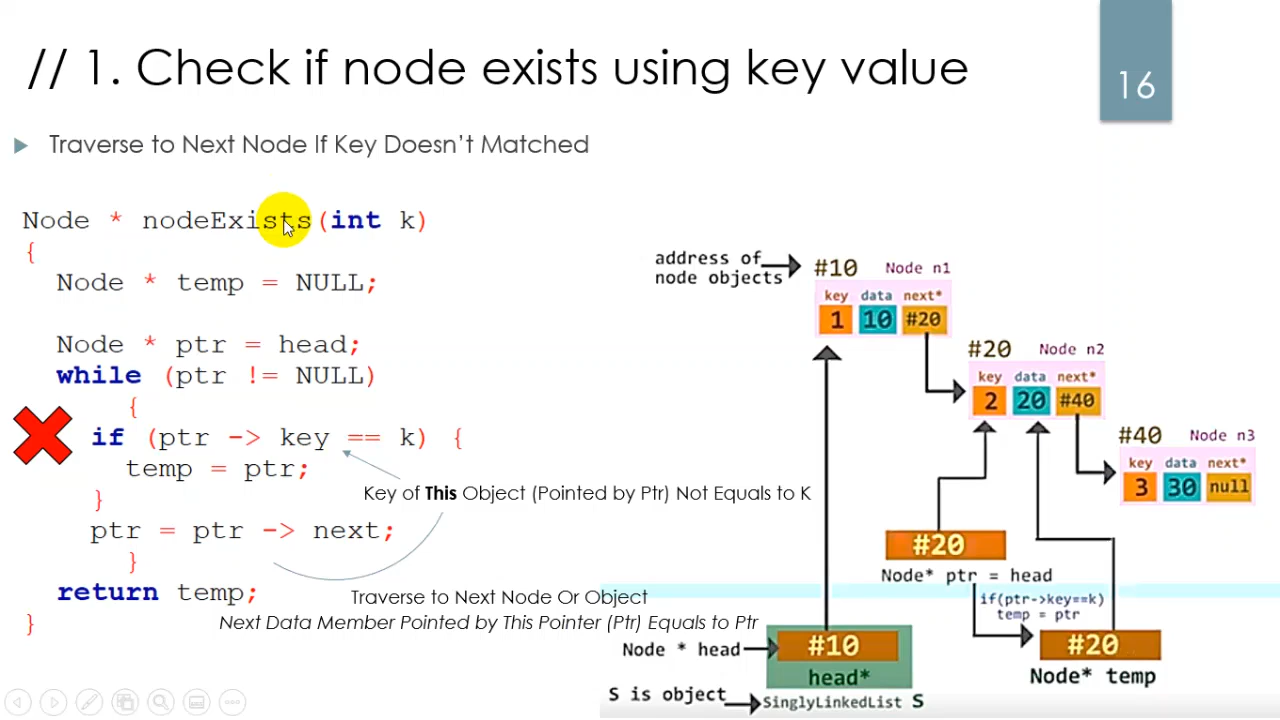 // 1. Check if node exists using key value
16
Traverse to Next Node If Key Doesn't Matched
Node * nodeExists(int k)
{
Node * temp = NULL;
Node * ptr = head;
while (ptr != NULL)
{
if (ptr -> key == k) {
temp = ptr;
}
ptr = ptr -> next;
}
return temp;
}
Key of This Object (Pointed by Ptr) Not Equals to K
Traverse to Next Node Or Object
Next Data Member Pointed by This Pointer (Ptr) Equals to Ptr
address of
node objects
#10 Node n1
key data next*
1 10 #20
#20 Node n2
key data next*
2 20 #40
#40 Node n3
key data next*
3 30 null
#20
Node* ptr = head
if(ptr->key==k)
temp = ptr
#20
Node* temp
Node * head
#10
head*
S is object
SinglyLinkedList S